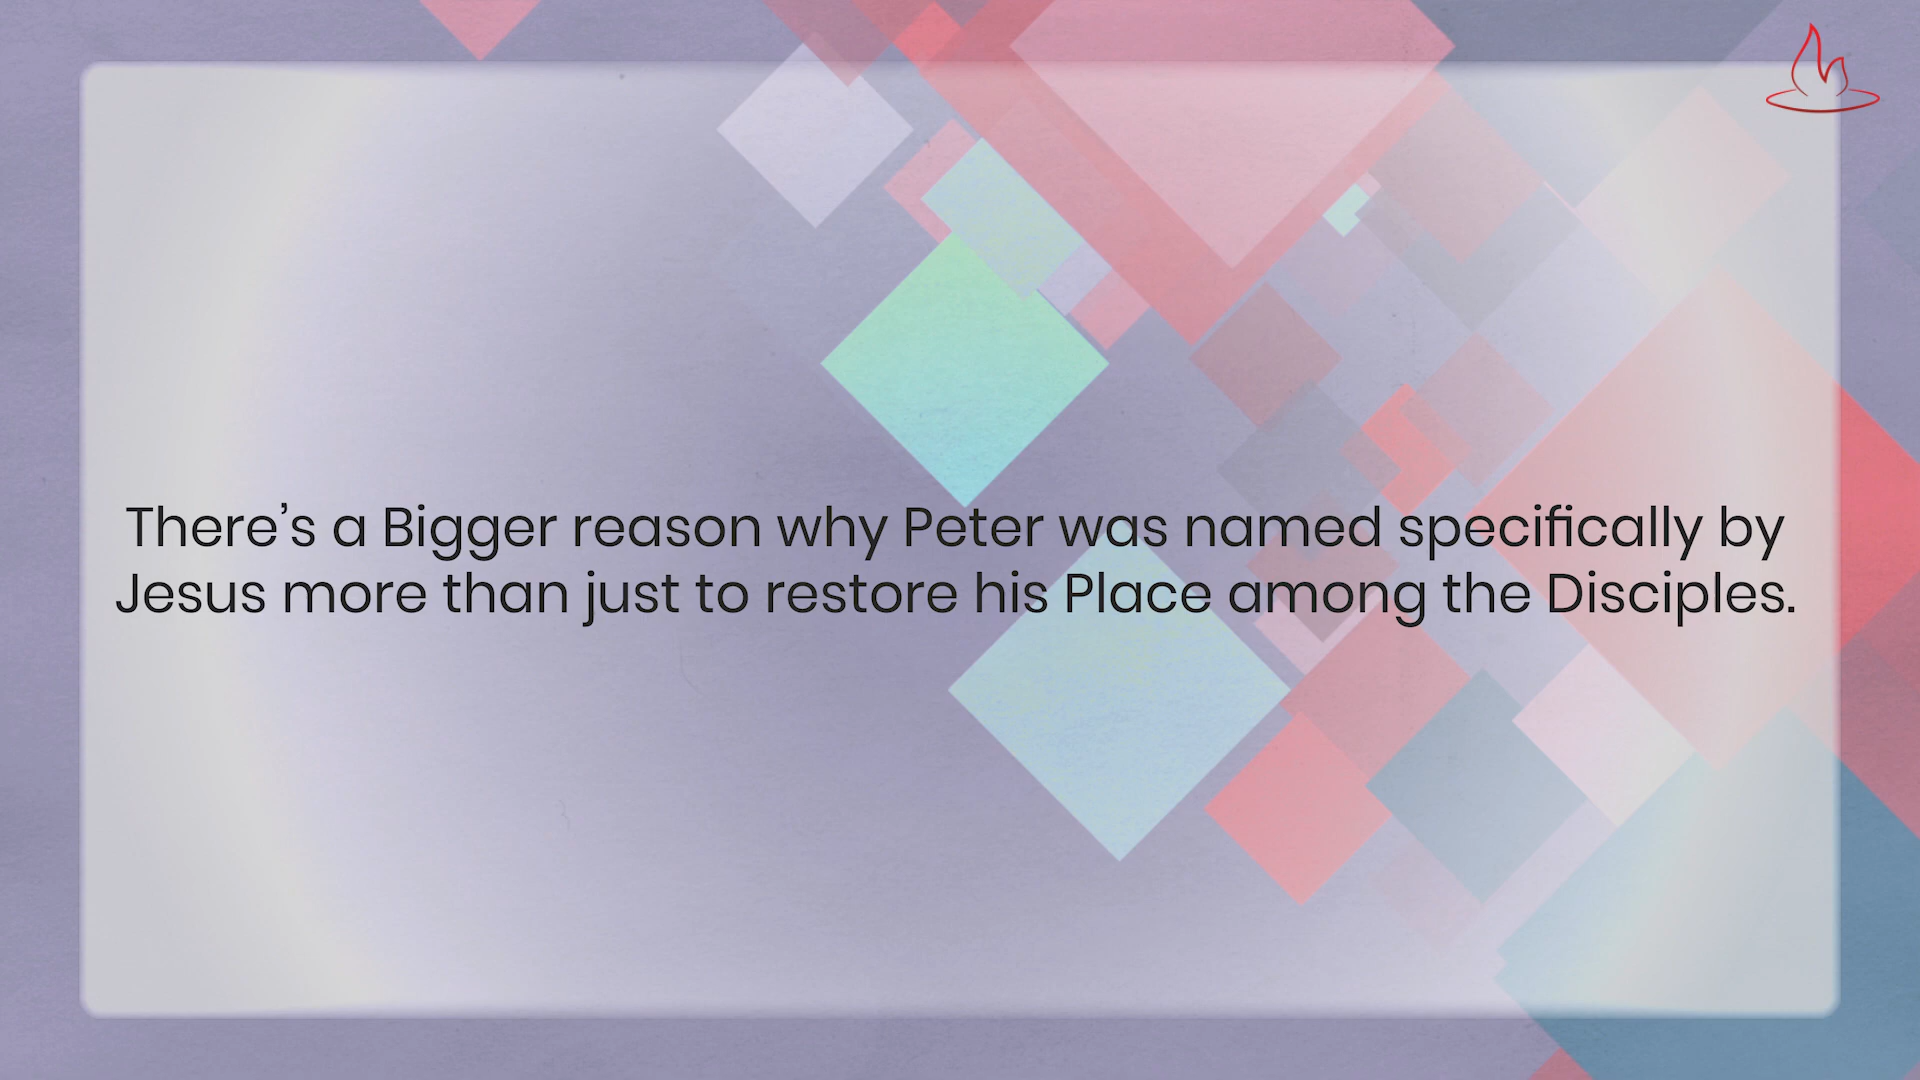 There’s a Bigger reason why Peter was named specifically by
Jesus more than just to restore his Place among the Disciples.